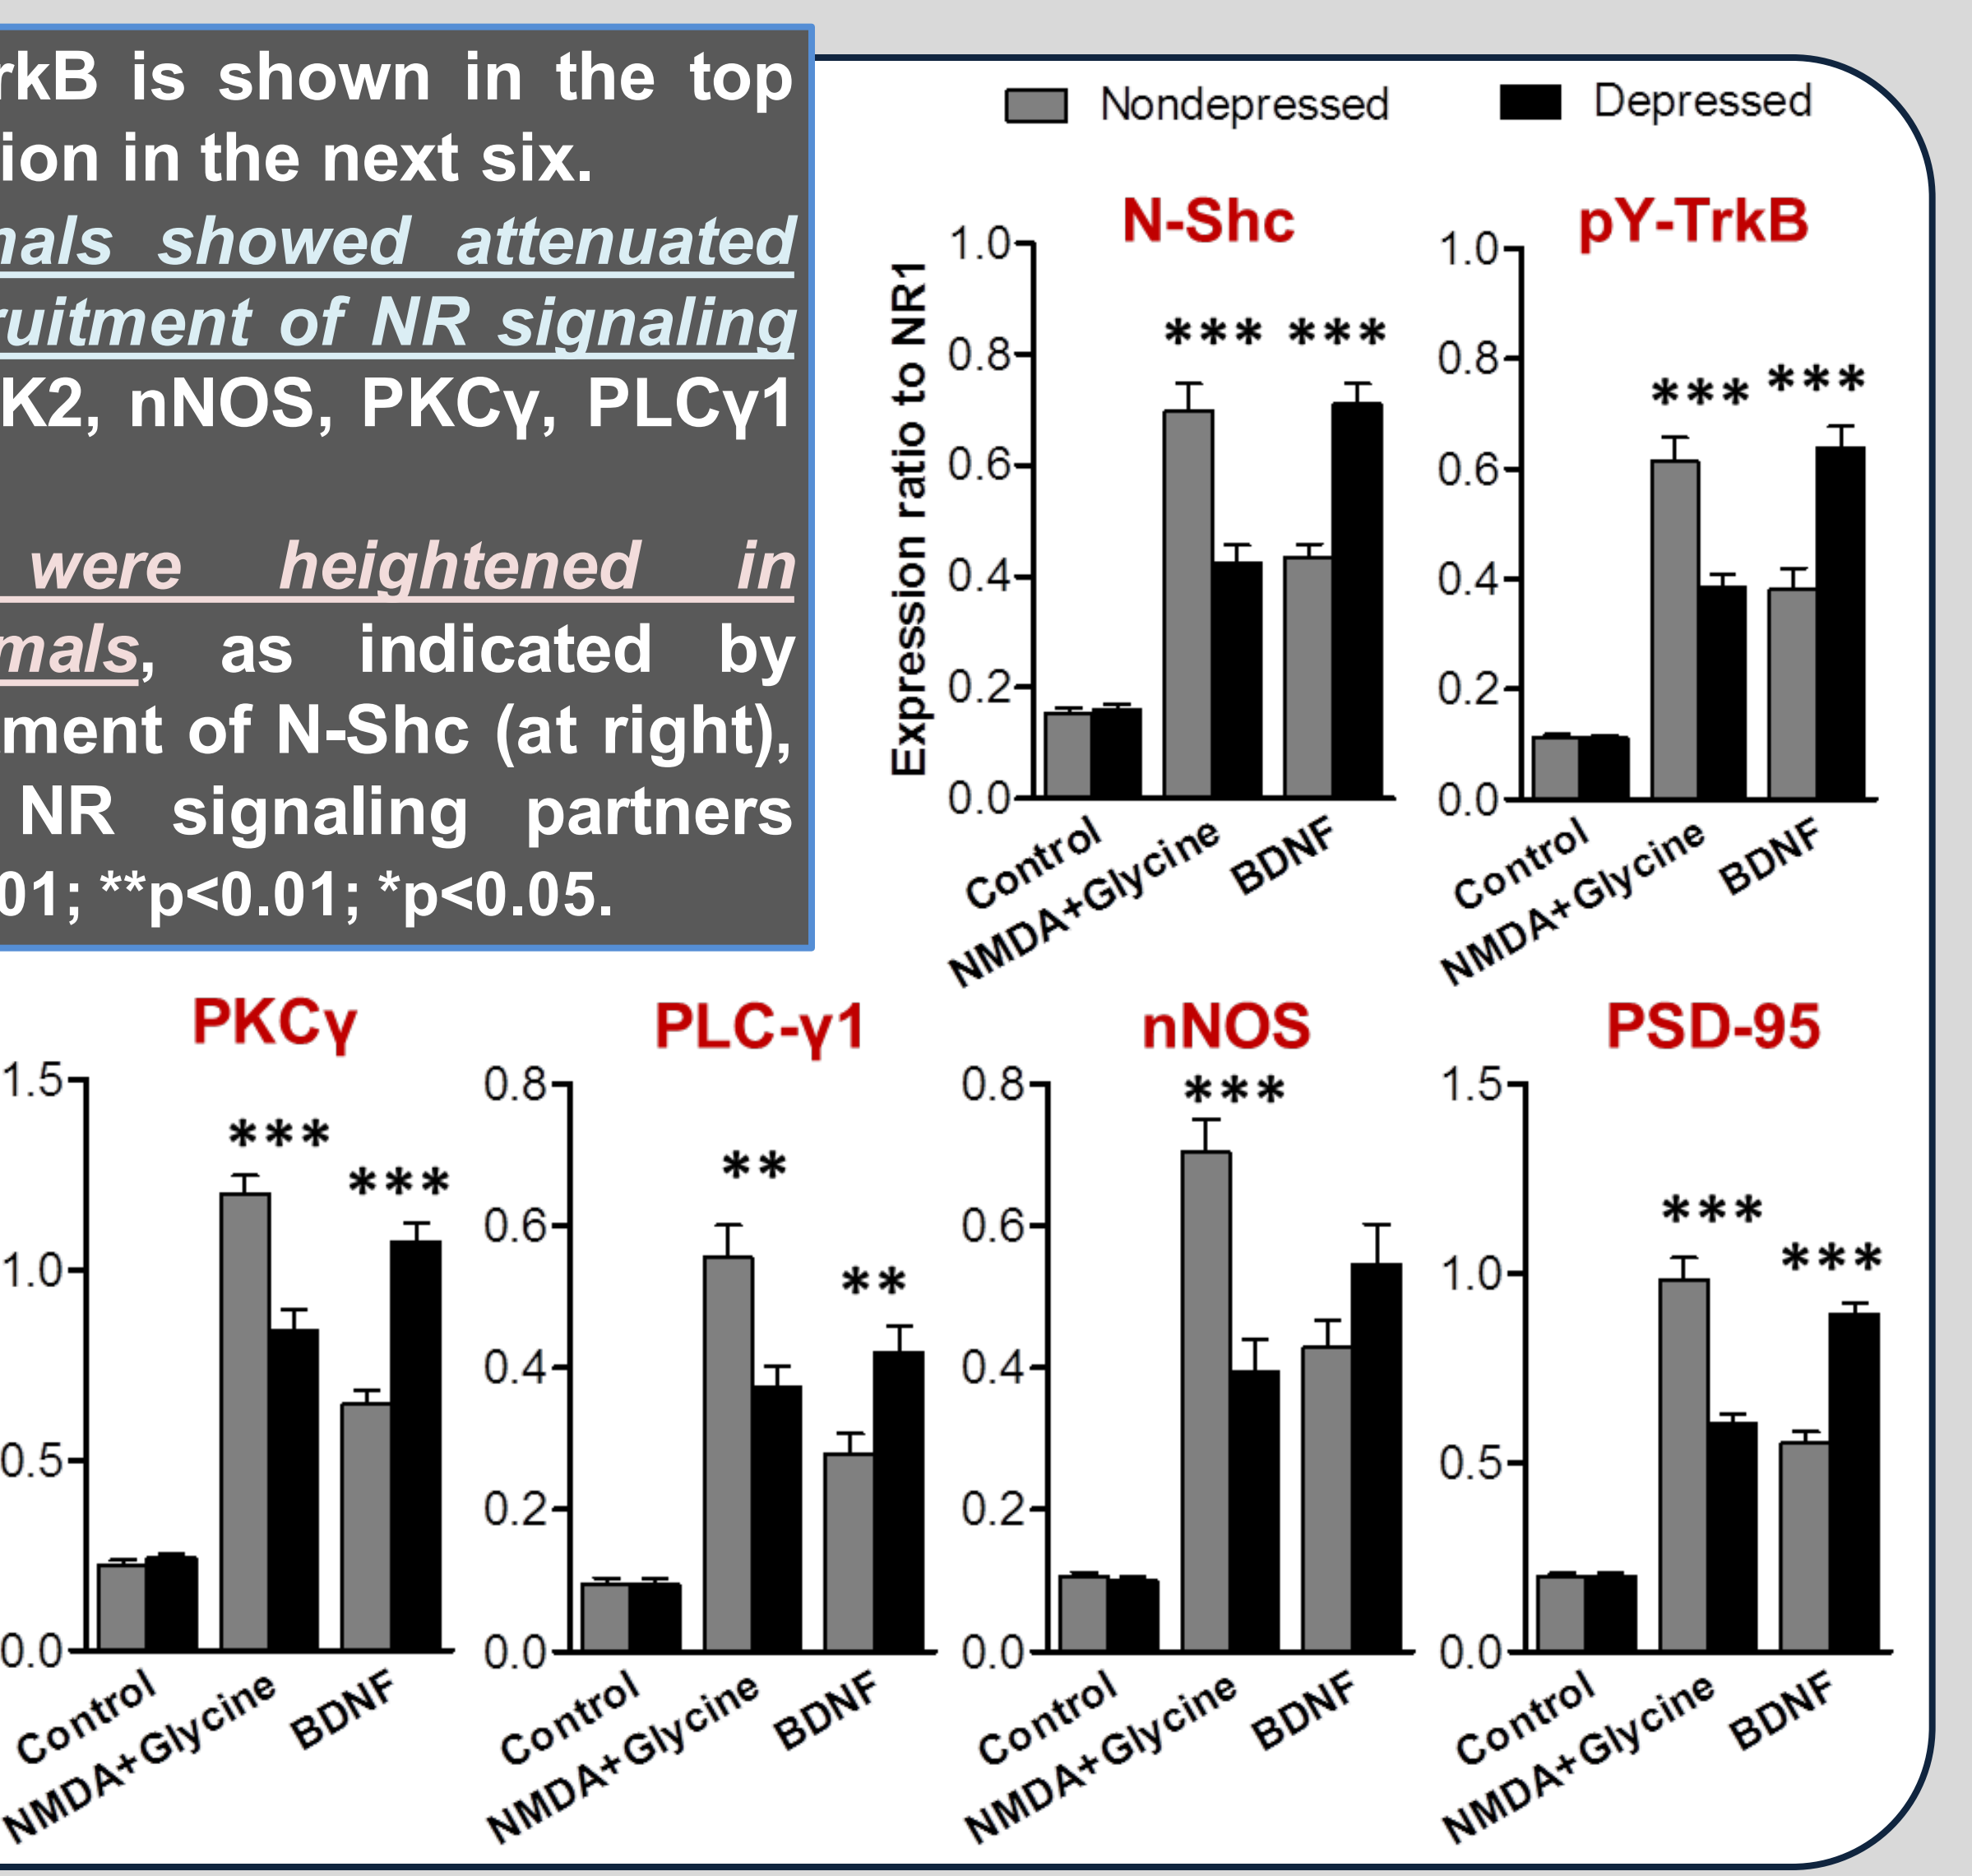 rkB is shown in the top
ion in the next six.
nals showed attenuated
ruitment of NR signaling
K2, nNOS, PKCγ, PLCγ1
were heightened in
mals, as indicated by
ment of N-Shc (at right),
NR signaling partners
01; **p<0.01; *p<0.05.
Nondepressed Depressed
N-Shc
Expression ratio to NR1
1.0
0.8
0.6
0.4
0.2
0.0
*** ***
Control NMDA+Glycine BDNF
pY-TrkB
1.0
0.8
0.6
0.4
0.2
0.0
*** ***
Control NMDA+Glycine BDNF
PKCγ
1.5
1.0
0.5
0.0
*** ***
Control NMDA+Glycine BDNF
PLC-γ1
0.8
0.6
0.4
0.2
0.0
** **
Control NMDA+Glycine BDNF
nNOS
0.8
0.6
0.4
0.2
0.0
***
Control NMDA+Glycine BDNF
PSD-95
1.5
1.0
0.5
0.0
*** ***
Control NMDA+Glycine BDNF